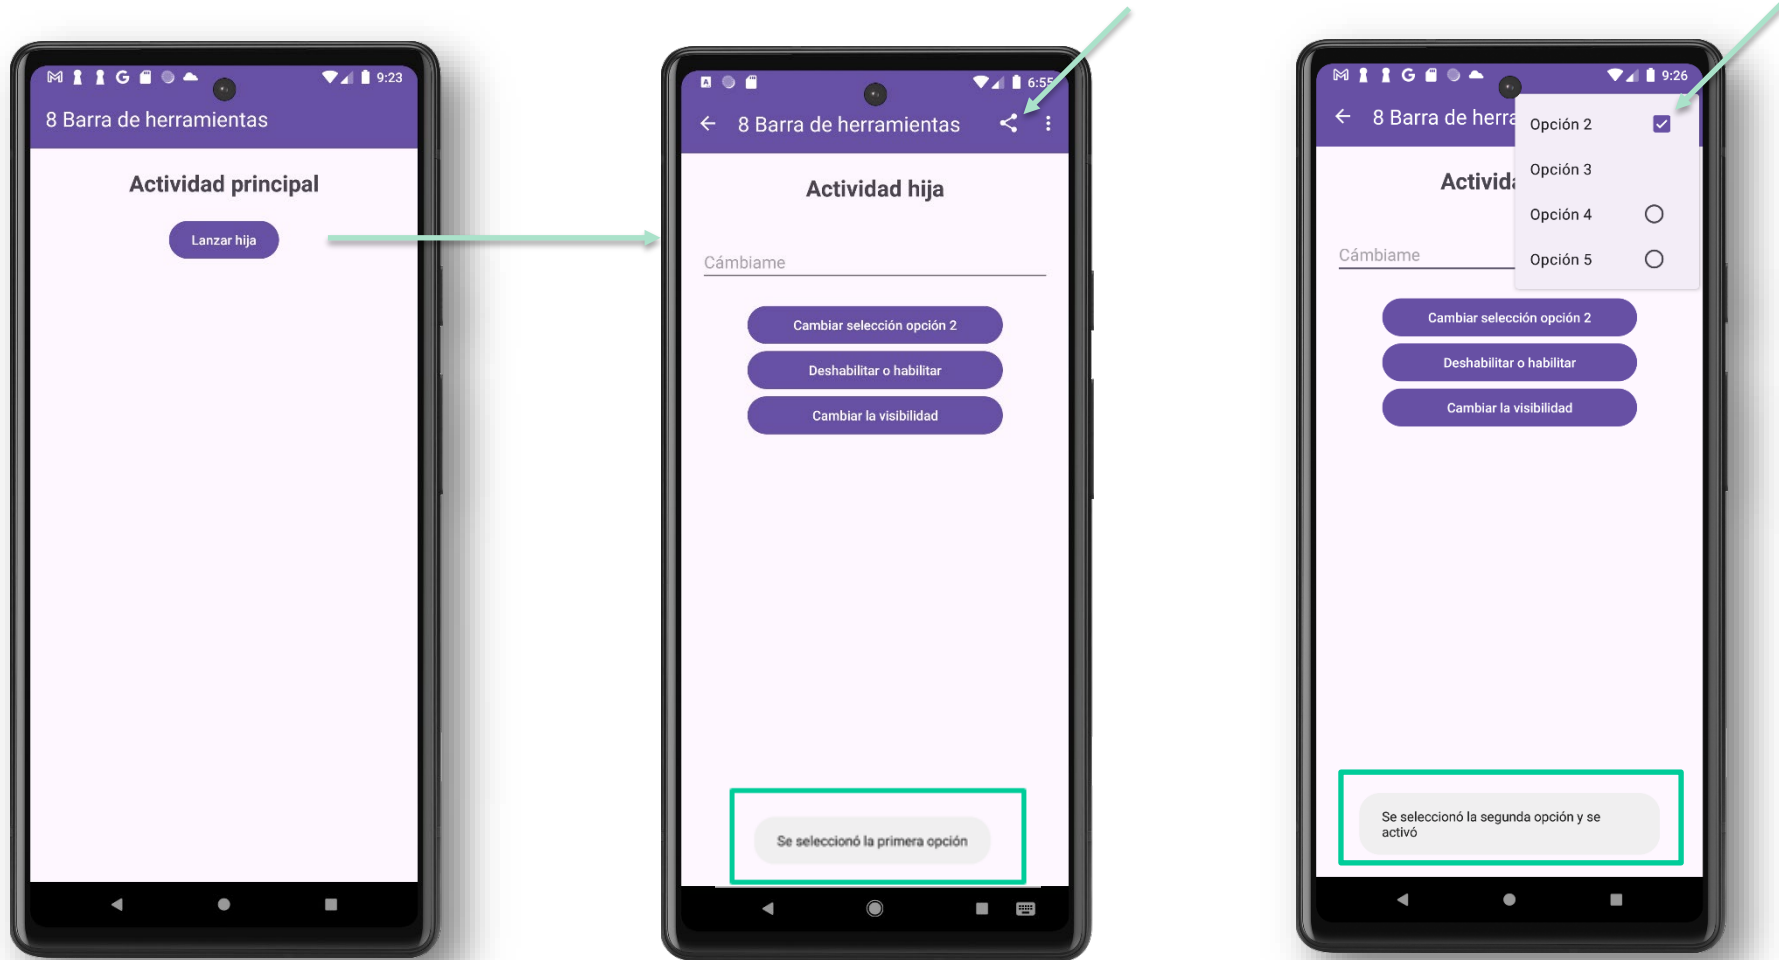 9:23
8 Barra de herramientas
Actividad principal
Lanzar hija
6:55
8 Barra de herramientas
Actividad hija
Cámbiame
Cambiar selección opción 2
Deshabilitar o habilitar
Cambiar la visibilidad
Se seleccionó la primera opción
9:26
8 Barra de herra
Opción 2
Opción 3
Activida
Opción 4
Cámbiame
Opción 5
Cambiar selección opción 2
Deshabilitar o habilitar
Cambiar la visibilidad
Se seleccionó la segunda opción y se
activó